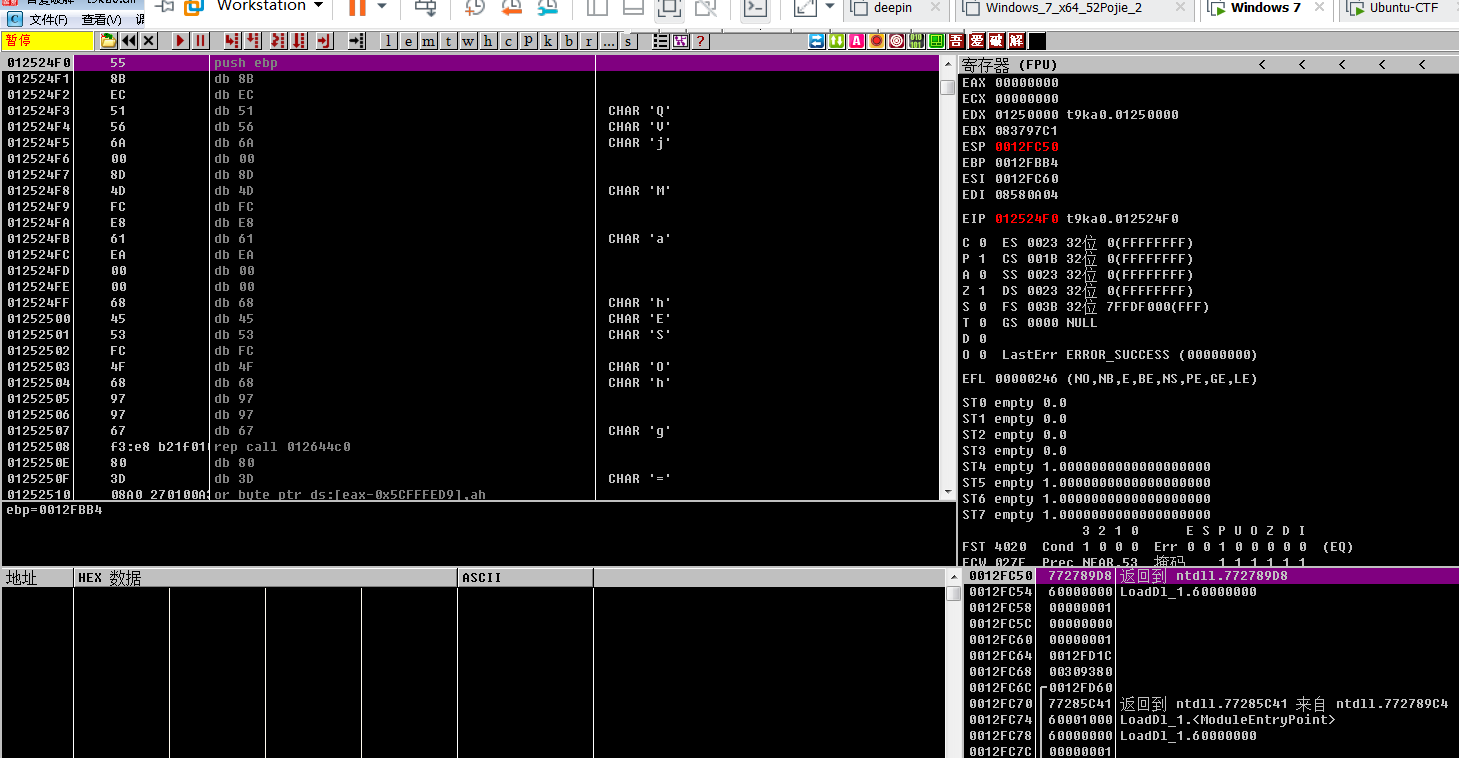 Workstation
deepin
Windows_7_x64_52Pojie_2
Windows 7
Ubuntu-CTF
文件(F) 查看(V)
暂停
l e m t w h c p k b r ... s
?
吾 爱 破 解
012524F0 55 push ebp
012524F1 8B db 8B
012524F2 EC db EC
012524F3 51 db 51 CHAR 'Q'
012524F4 56 db 56 CHAR 'V'
012524F5 6A db 6A CHAR 'j'
012524F6 00 db 00
012524F7 8D db 8D
012524F8 4D db 4D CHAR 'M'
012524F9 FC db FC
012524FA E8 db E8
012524FB 61 db 61 CHAR 'a'
012524FC EA db EA
012524FD 00 db 00
012524FE 00 db 00
012524FF 68 db 68 CHAR 'h'
01252500 45 db 45 CHAR 'E'
01252501 53 db 53 CHAR 'S'
01252502 FC db FC
01252503 4F db 4F CHAR 'O'
01252504 68 db 68 CHAR 'h'
01252505 97 db 97
01252506 97 db 97
01252507 67 db 67 CHAR 'g'
01252508 f3:e8 b21f01 rep call 012644c0
0125250E 80 db 80
0125250F 3D db 3D CHAR '='
01252510 08A0 270100A3 or byte ptr ds:[eax-0x5CFFFED9],ah
ebp=0012FBB4
寄存器 (FPU) < < < < <
EAX 00000000
ECX 00000000
EDX 01250000 t9ka0.01250000
EBX 083797C1
ESP 0012FC50
EBP 0012FBB4
ESI 0012FC60
EDI 08580A04
EIP 012524F0 t9ka0.012524F0
C 0 ES 0023 32位 0(FFFFFFFF)
P 1 CS 001B 32位 0(FFFFFFFF)
A 0 SS 0023 32位 0(FFFFFFFF)
Z 1 DS 0023 32位 0(FFFFFFFF)
S 0 FS 003B 32位 7FFDF000(FFF)
T 0 GS 0000 NULL
D 0
O 0 LastErr ERROR_SUCCESS (00000000)
EFL 00000246 (NO,NB,E,BE,NS,PE,GE,LE)
ST0 empty 0.0
ST1 empty 0.0
ST2 empty 0.0
ST3 empty 0.0
ST4 empty 1.0000000000000000000
ST5 empty 1.0000000000000000000
ST6 empty 1.0000000000000000000
ST7 empty 1.0000000000000000000
3 2 1 0 E S P U O Z D I
FST 4020 Cond 1 0 0 0 Err 0 0 1 0 0 0 0 0 (EQ)
FCW 027F Prec NEAR,53 掩码 1 1 1 1 1 1
地址 HEX 数据 ASCII
0012FC50 772789D8 返回到 ntdll.772789D8
0012FC54 60000000 LoadDl_1.60000000
0012FC58 00000001
0012FC5C 00000000
0012FC60 00000001
0012FC64 0012FD1C
0012FC68 00309380
0012FC6C 0012FD60
0012FC70 77285C41 返回到 ntdll.77285C41 来自 ntdll.772789C4
0012FC74 60001000 LoadDl_1.<ModuleEntryPoint>
0012FC78 60000000 LoadDl_1.60000000
0012FC7C 00000001